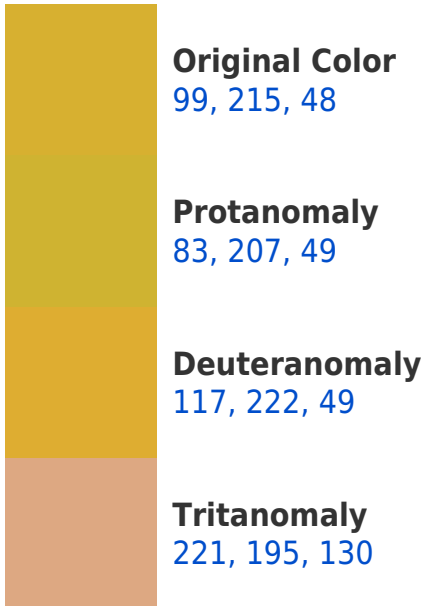 Original Color
99, 215, 48
Protanomaly
83, 207, 49
Deuteranomaly
117, 222, 49
Tritanomaly
221, 195, 130